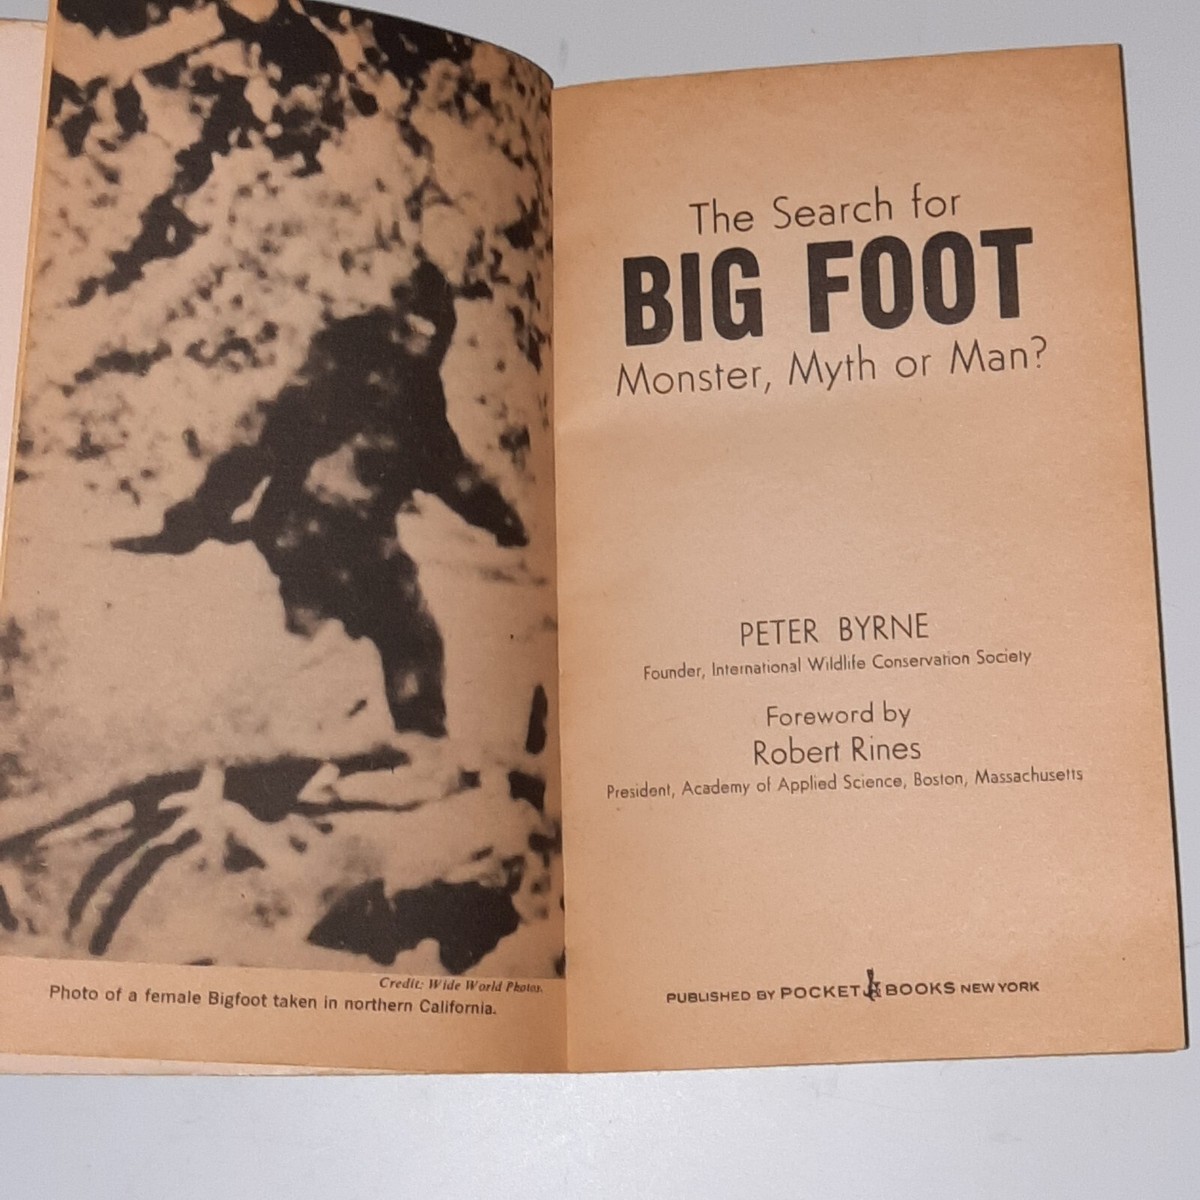 Credit: Wide World Photos.
Photo of a female Bigfoot taken in northern California.
The Search for
BIG FOOT
Monster, Myth or Man?
PETER BYRNE
Founder, International Wildlife Conservation Society
Foreword by
Robert Rines
President, Academy of Applied Science, Boston, Massachusetts
PUBLISHED BY POCKET BOOKS NEW YORK